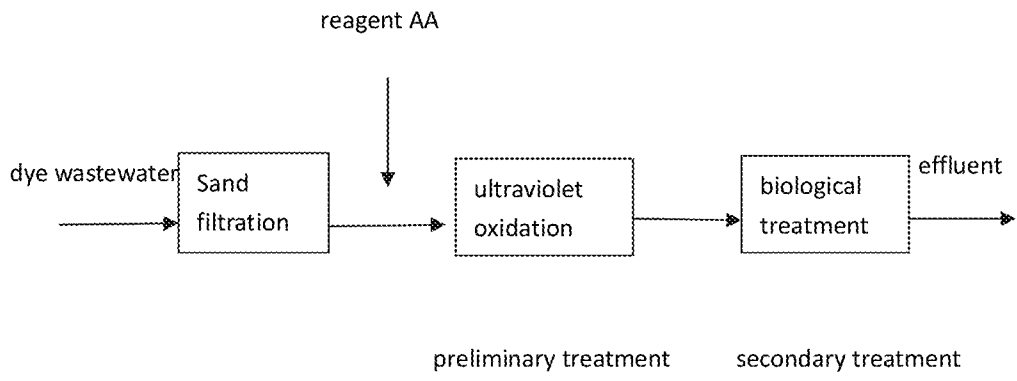 reagent AA
dye wastewater
Sand
filtration
ultraviolet
oxidation
biological
treatment
effluent
preliminary treatment
secondary treatment